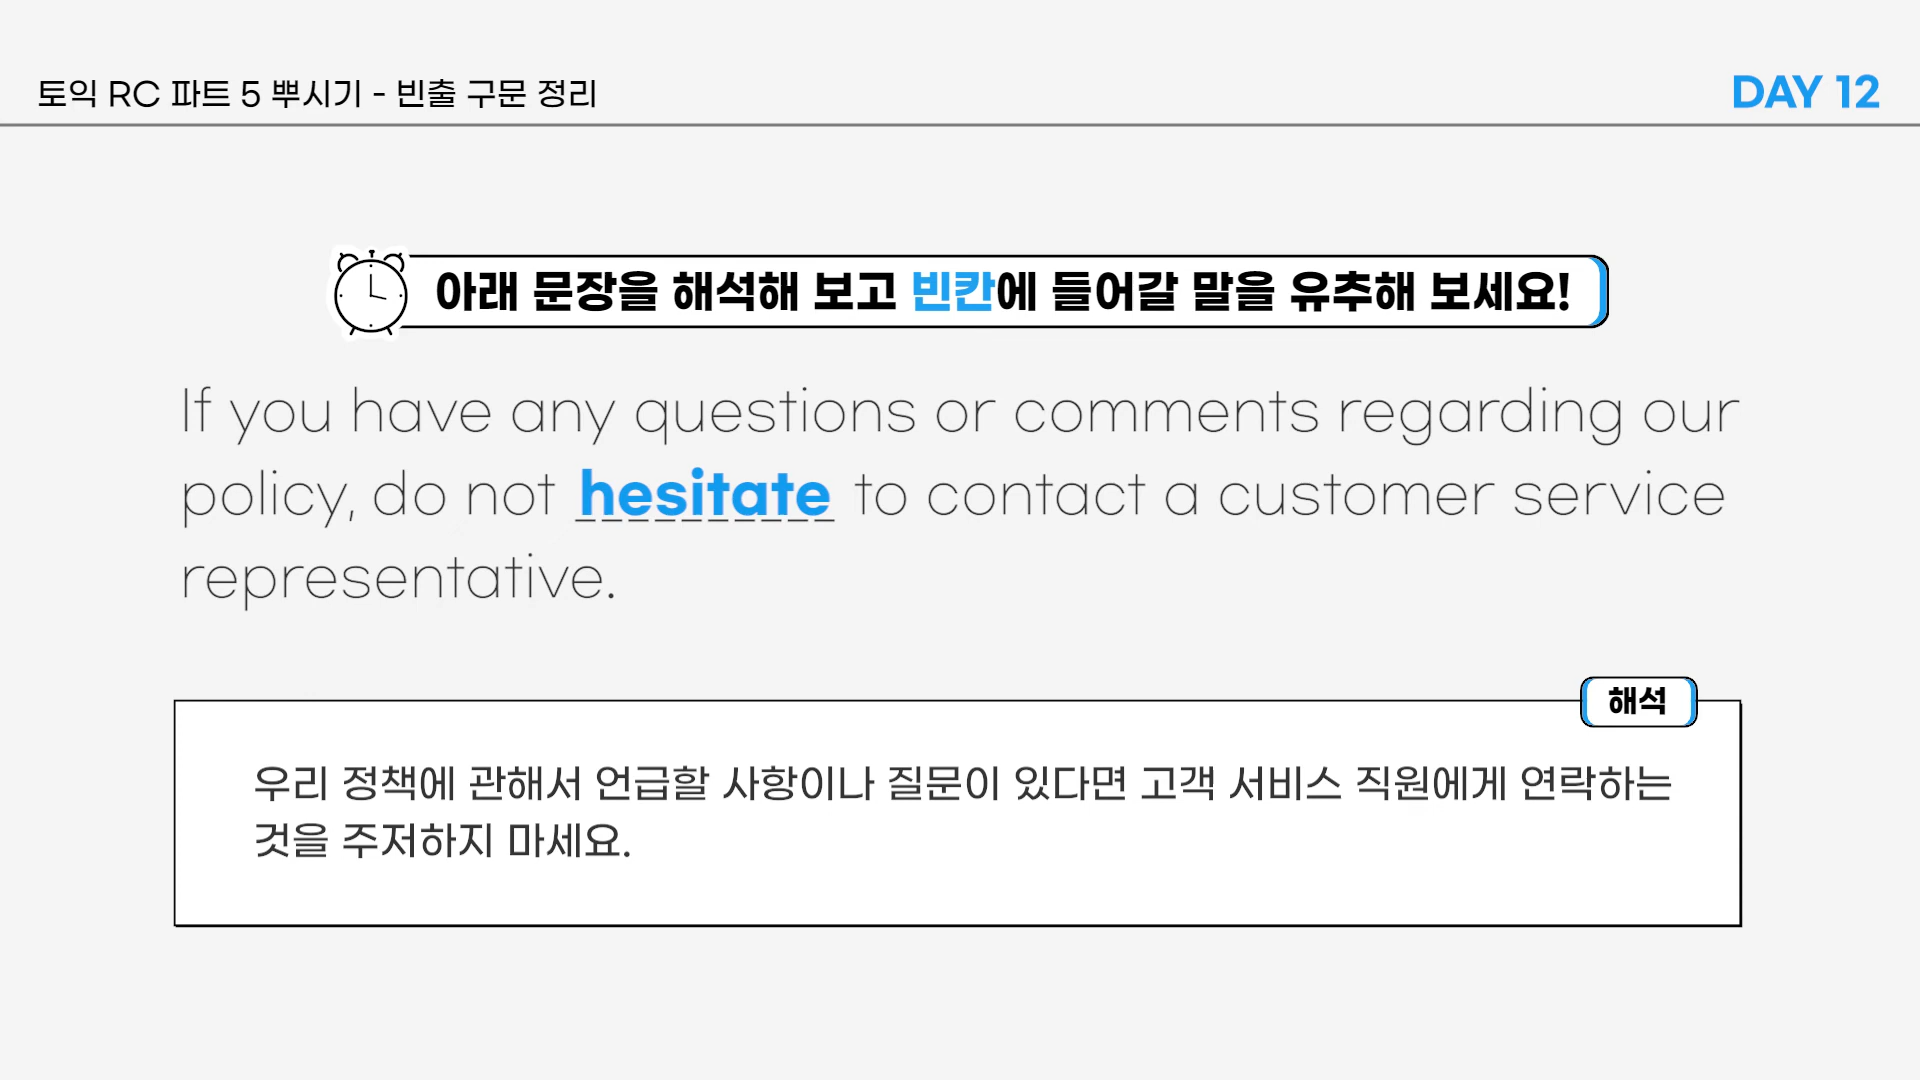 토익 RC 파트 5 뿌시기 - 빈출 구문 정리
DAY 12
아래 문장을 해석해 보고 빈칸에 들어갈 말을 유추해 보세요!
If you have any questions or comments regarding our
policy, do not hesitate to contact a customer service
representative.
해석
우리 정책에 관해서 언급할 사항이나 질문이 있다면 고객 서비스 직원에게 연락하는
것을 주저하지 마세요.